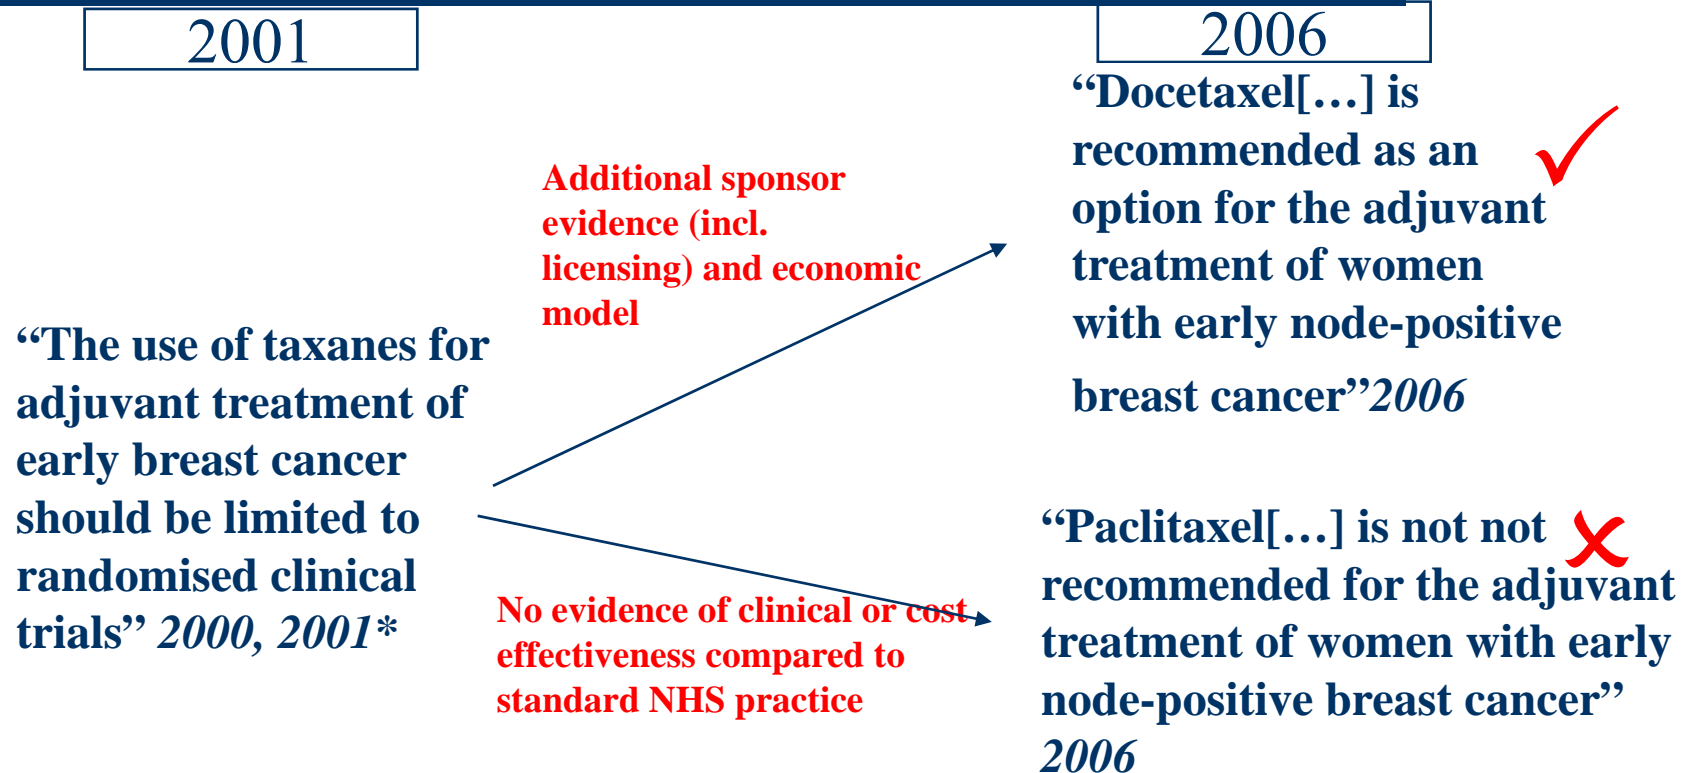 2001
2006
“The use of taxanes for
adjuvant treatment of
early breast cancer
should be limited to
randomised clinical
trials” 2000, 2001*
Additional sponsor
evidence (incl.
licensing) and economic
model
No evidence of clinical or cost
effectiveness compared to
standard NHS practice
“Docetaxel[…] is
recommended as an
option for the adjuvant
treatment of women
with early node-positive
breast cancer”2006
“Paclitaxel[…] is not not
recommended for the adjuvant
treatment of women with early
node-positive breast cancer”
2006